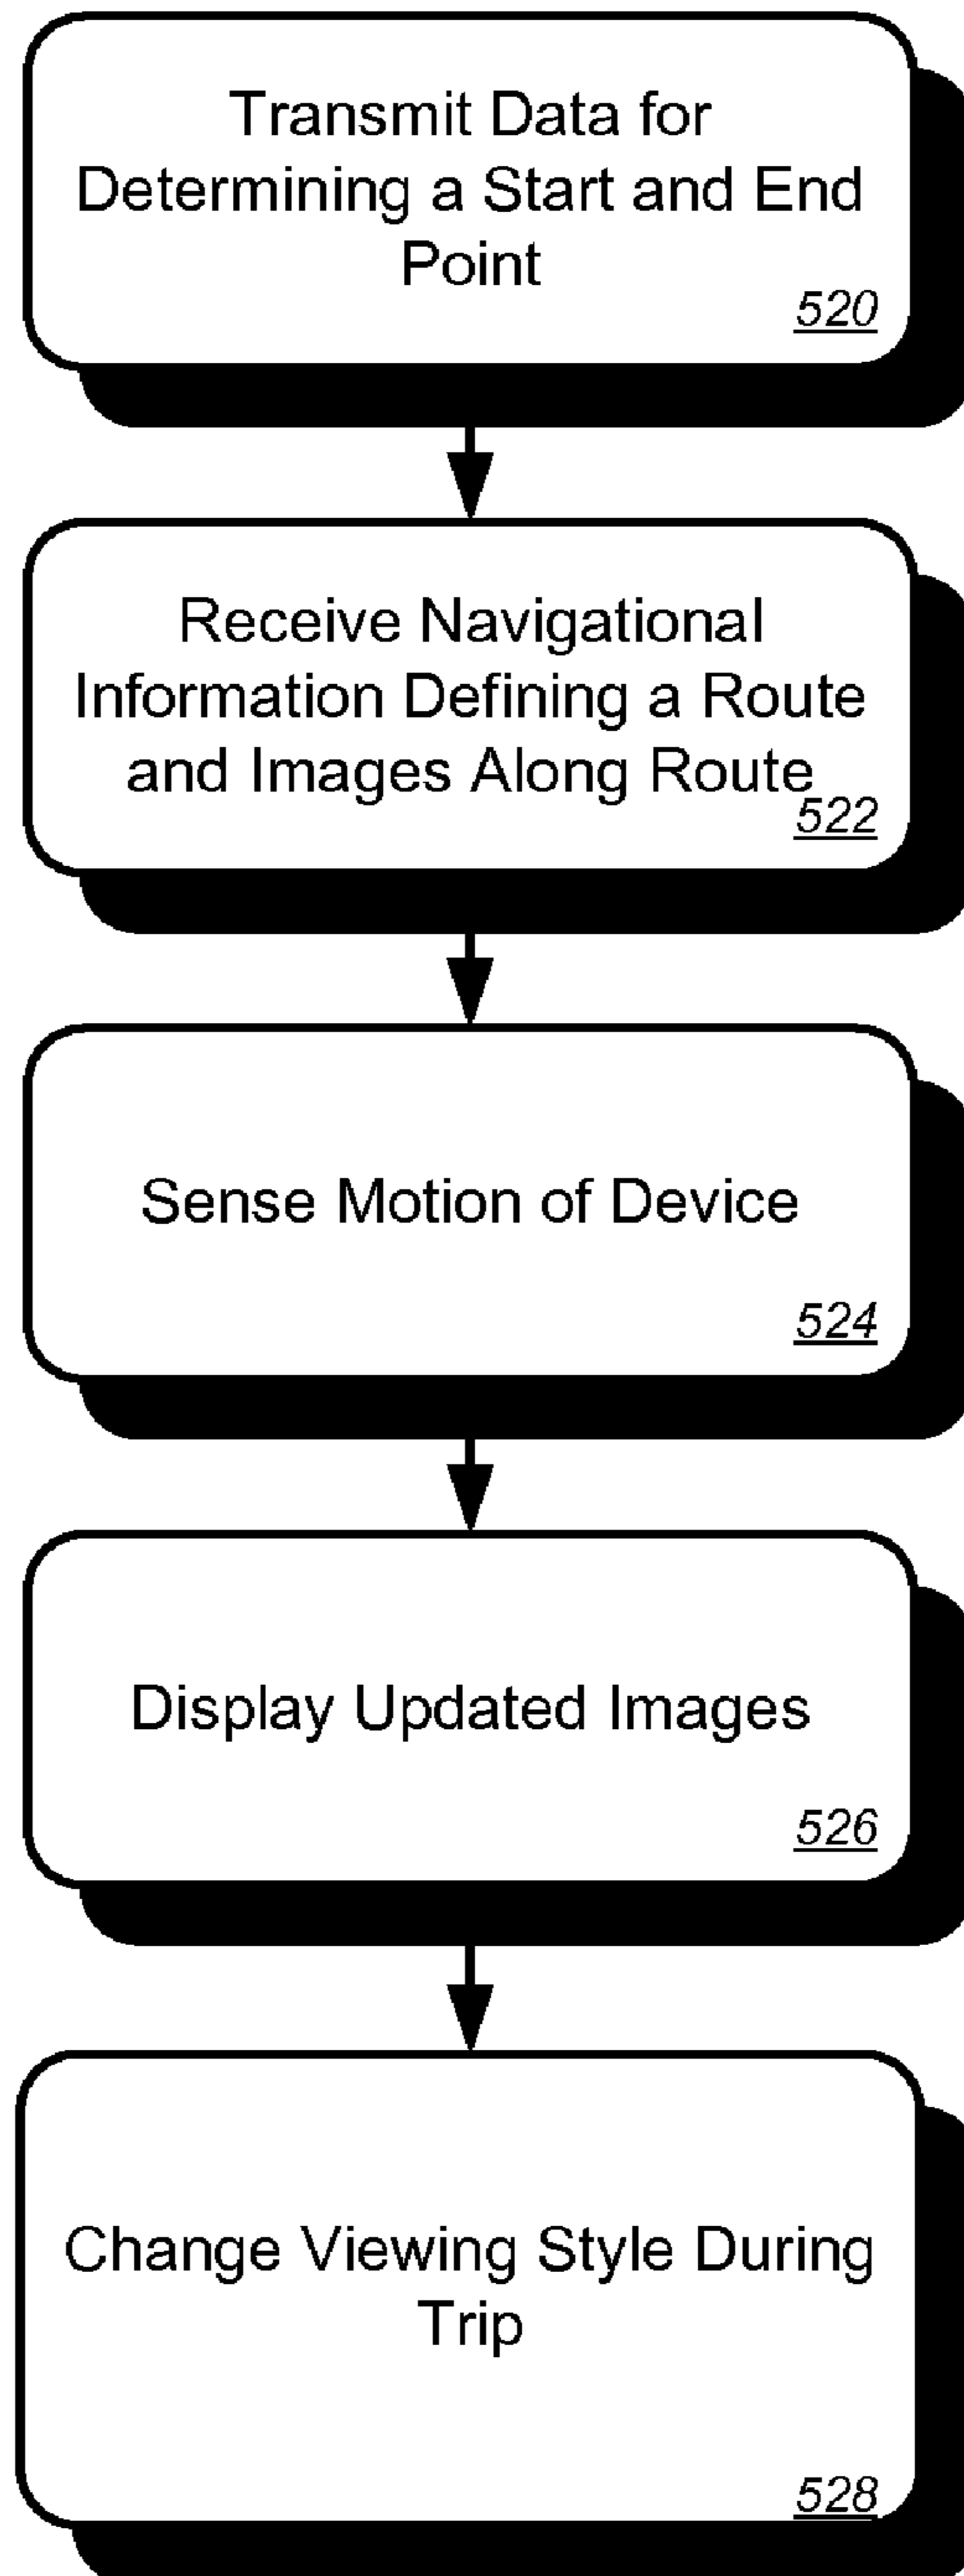 Transmit Data for
Determining a Start and End
Point
520
Receive Navigational
Information Defining a Route
and Images Along Route
522
Sense Motion of Device
524
Display Updated Images
526
Change Viewing Style During
Trip
528